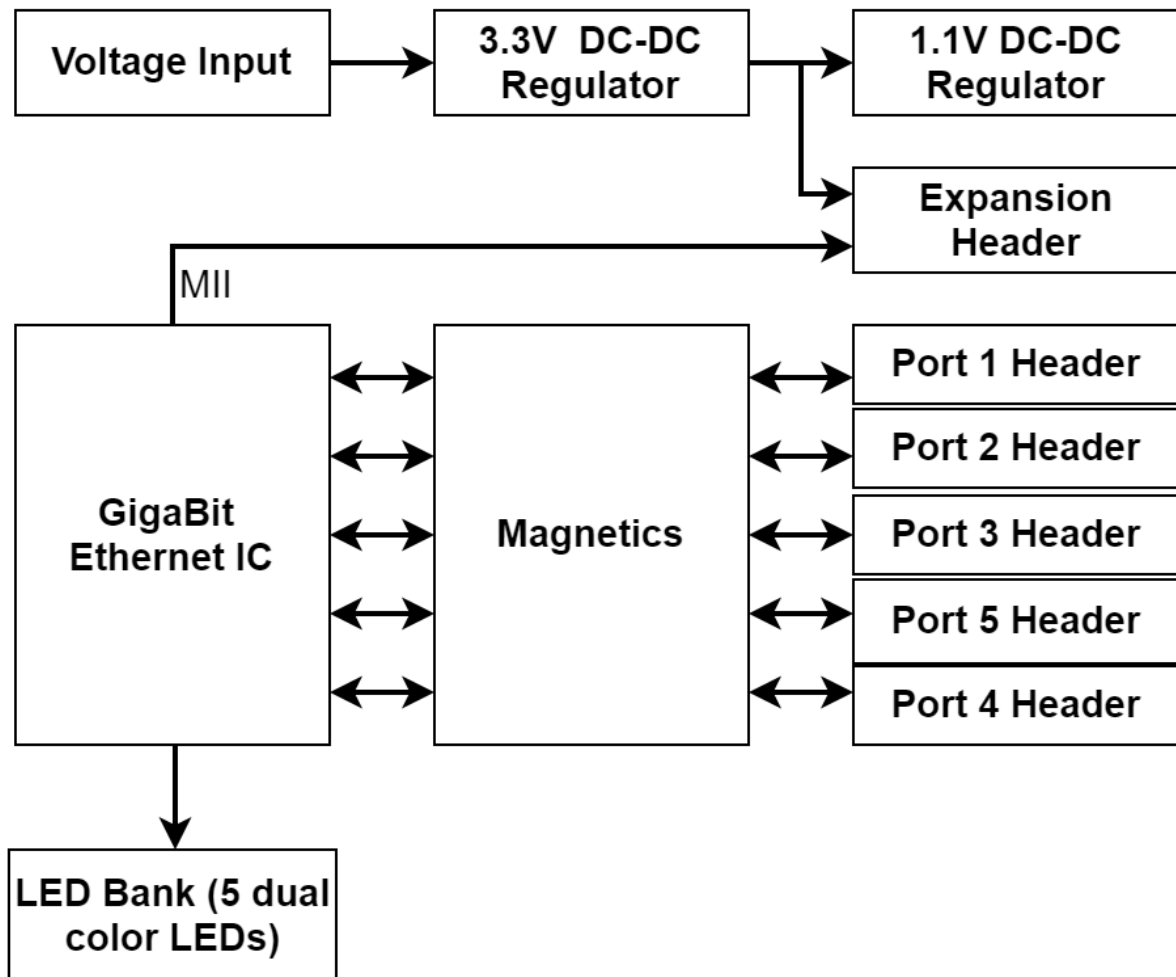 Voltage Input
3.3V  DC-DC
Regulator
1.1V DC-DC
Regulator
Expansion
Header
MII
GigaBit
Ethernet IC
Magnetics
Port 1 Header
Port 2 Header
Port 3 Header
Port 5 Header
Port 4 Header
LED Bank (5 dual
color LEDs)